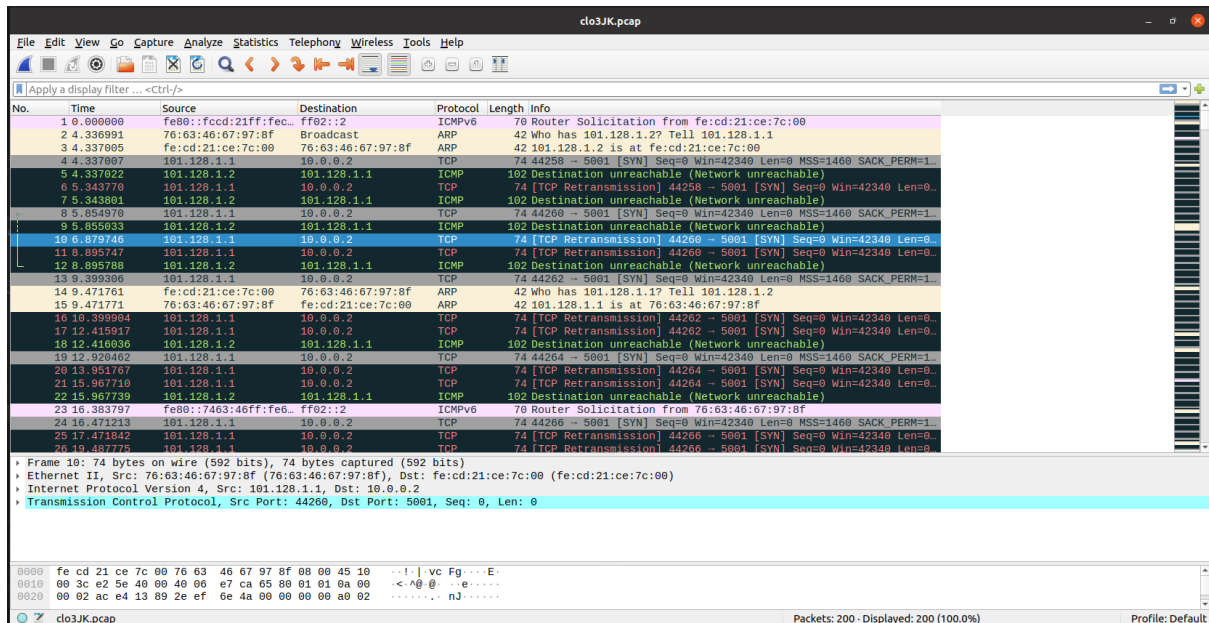 clo3JK.pcap
File Edit View Go Capture Analyze Statistics Telephony Wireless Tools Help
Apply a display filter … <Ctrl-/>
No. Time Source Destination Protocol Length Info
1 0.000000 fe80::fccd:21ff:fec… ff02::2 ICMPv6 70 Router Solicitation from fe:cd:21:ce:7c:00
2 4.336991 76:63:46:67:97:8f Broadcast ARP 42 Who has 101.128.1.2? Tell 101.128.1.1
3 4.337005 fe:cd:21:ce:7c:00 76:63:46:67:97:8f ARP 42 101.128.1.2 is at fe:cd:21:ce:7c:00
4 4.337007 101.128.1.1 10.0.0.2 TCP 74 44258 → 5001 [SYN] Seq=0 Win=42340 Len=0 MSS=1460 SACK_PERM=1…
5 4.337022 101.128.1.2 101.128.1.1 ICMP 102 Destination unreachable (Network unreachable)
6 5.343770 101.128.1.1 10.0.0.2 TCP 74 [TCP Retransmission] 44258 → 5001 [SYN] Seq=0 Win=42340 Len=0…
7 5.343801 101.128.1.2 101.128.1.1 ICMP 102 Destination unreachable (Network unreachable)
8 5.854970 101.128.1.1 10.0.0.2 TCP 74 44260 → 5001 [SYN] Seq=0 Win=42340 Len=0 MSS=1460 SACK_PERM=1…
9 5.855033 101.128.1.2 101.128.1.1 ICMP 102 Destination unreachable (Network unreachable)
10 6.879746 101.128.1.1 10.0.0.2 TCP 74 [TCP Retransmission] 44260 → 5001 [SYN] Seq=0 Win=42340 Len=0…
11 8.895747 101.128.1.1 10.0.0.2 TCP 74 [TCP Retransmission] 44260 → 5001 [SYN] Seq=0 Win=42340 Len=0…
12 8.895788 101.128.1.2 101.128.1.1 ICMP 102 Destination unreachable (Network unreachable)
13 9.399306 101.128.1.1 10.0.0.2 TCP 74 44262 → 5001 [SYN] Seq=0 Win=42340 Len=0 MSS=1460 SACK_PERM=1…
14 9.471761 fe:cd:21:ce:7c:00 76:63:46:67:97:8f ARP 42 Who has 101.128.1.1? Tell 101.128.1.2
15 9.471771 76:63:46:67:97:8f fe:cd:21:ce:7c:00 ARP 42 101.128.1.1 is at 76:63:46:67:97:8f
16 10.399904 101.128.1.1 10.0.0.2 TCP 74 [TCP Retransmission] 44262 → 5001 [SYN] Seq=0 Win=42340 Len=0…
17 12.415917 101.128.1.1 10.0.0.2 TCP 74 [TCP Retransmission] 44262 → 5001 [SYN] Seq=0 Win=42340 Len=0…
18 12.416036 101.128.1.2 101.128.1.1 ICMP 102 Destination unreachable (Network unreachable)
19 12.920462 101.128.1.1 10.0.0.2 TCP 74 44264 → 5001 [SYN] Seq=0 Win=42340 Len=0 MSS=1460 SACK_PERM=1…
20 13.951767 101.128.1.1 10.0.0.2 TCP 74 [TCP Retransmission] 44264 → 5001 [SYN] Seq=0 Win=42340 Len=0…
21 15.967710 101.128.1.1 10.0.0.2 TCP 74 [TCP Retransmission] 44264 → 5001 [SYN] Seq=0 Win=42340 Len=0…
22 15.967739 101.128.1.2 101.128.1.1 ICMP 102 Destination unreachable (Network unreachable)
23 16.383797 fe80::7463:46ff:fe6… ff02::2 ICMPv6 70 Router Solicitation from 76:63:46:67:97:8f
24 16.471213 101.128.1.1 10.0.0.2 TCP 74 44266 → 5001 [SYN] Seq=0 Win=42340 Len=0 MSS=1460 SACK_PERM=1…
25 17.471842 101.128.1.1 10.0.0.2 TCP 74 [TCP Retransmission] 44266 → 5001 [SYN] Seq=0 Win=42340 Len=0…
26 19.487775 101.128.1.1 10.0.0.2 TCP 74 [TCP Retransmission] 44266 → 5001 [SYN] Seq=0 Win=42340 Len=0…
Frame 10: 74 bytes on wire (592 bits), 74 bytes captured (592 bits)
Ethernet II, Src: 76:63:46:67:97:8f (76:63:46:67:97:8f), Dst: fe:cd:21:ce:7c:00 (fe:cd:21:ce:7c:00)
Internet Protocol Version 4, Src: 101.128.1.1, Dst: 10.0.0.2
Transmission Control Protocol, Src Port: 44260, Dst Port: 5001, Seq: 0, Len: 0
0000 fe cd 21 ce 7c 00 76 63 46 67 97 8f 08 00 45 10 ··!·|·vc Fg····E·
0010 00 3c e2 5e 40 00 40 06 e7 ca 65 80 01 01 0a 00 ·<·^@·@· ··e·····
0020 00 02 ac e4 13 89 2e ef 6e 4a 00 00 00 00 a0 02 ······.· nJ······
clo3JK.pcap Packets: 200 · Displayed: 200 (100.0%) Profile: Default